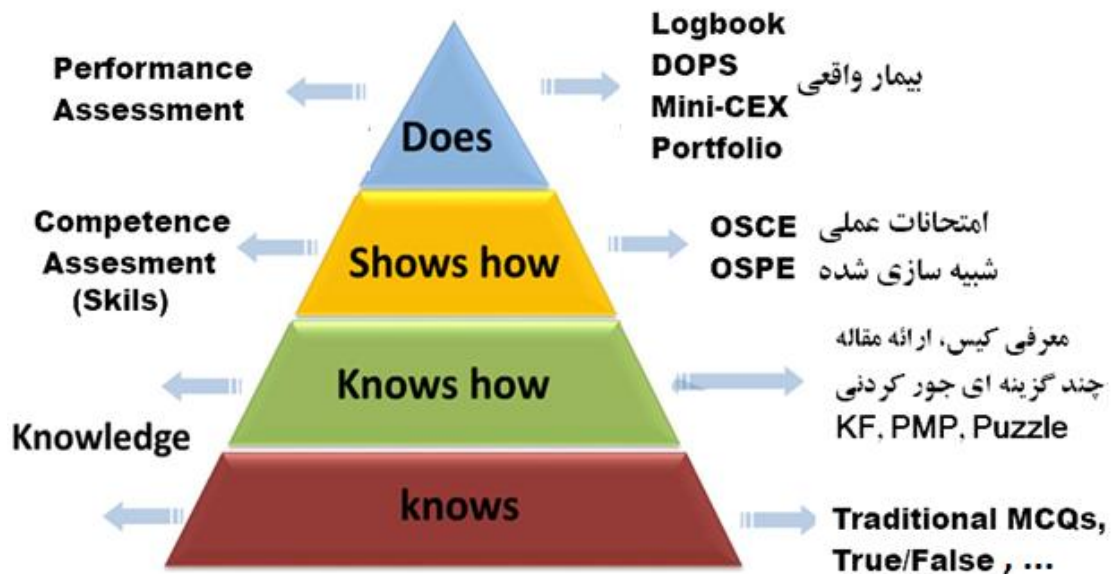 Performance
Assessment
Does
Logbook
DOPS
Mini-CEX
Portfolio
بیمار واقعی
Competence
Assesment
(Skils)
Shows how
OSCE امتحانات عملی
OSPE شبیه سازی شده
Knows how
معرفی کیس، ارائه مقاله
چند گزینه ای جور کردنی
KF, PMP, Puzzle
Knowledge
knows
Traditional MCQs,
True/False , ...